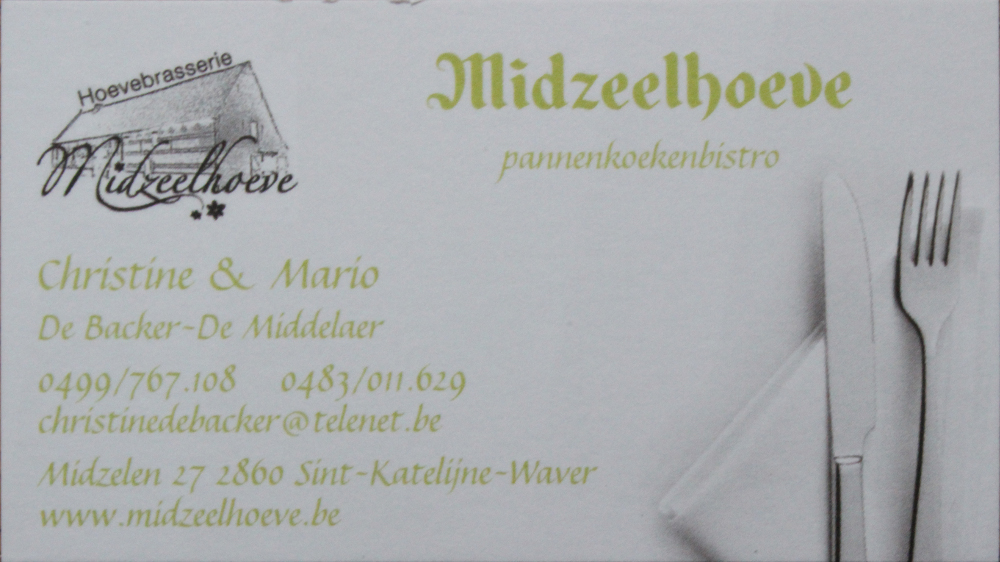 Hoevebrasserie
Midzeelhoeve
Midzeelhoeve
pannenkoekenbistro
Christine & Mario
De Backer-De Middelaer
0499/767.108 0483/011.629
christinedebacker@telenet.be
Midzelen 27 2860 Sint-Katelijne-Waver
www.midzeelhoeve.be